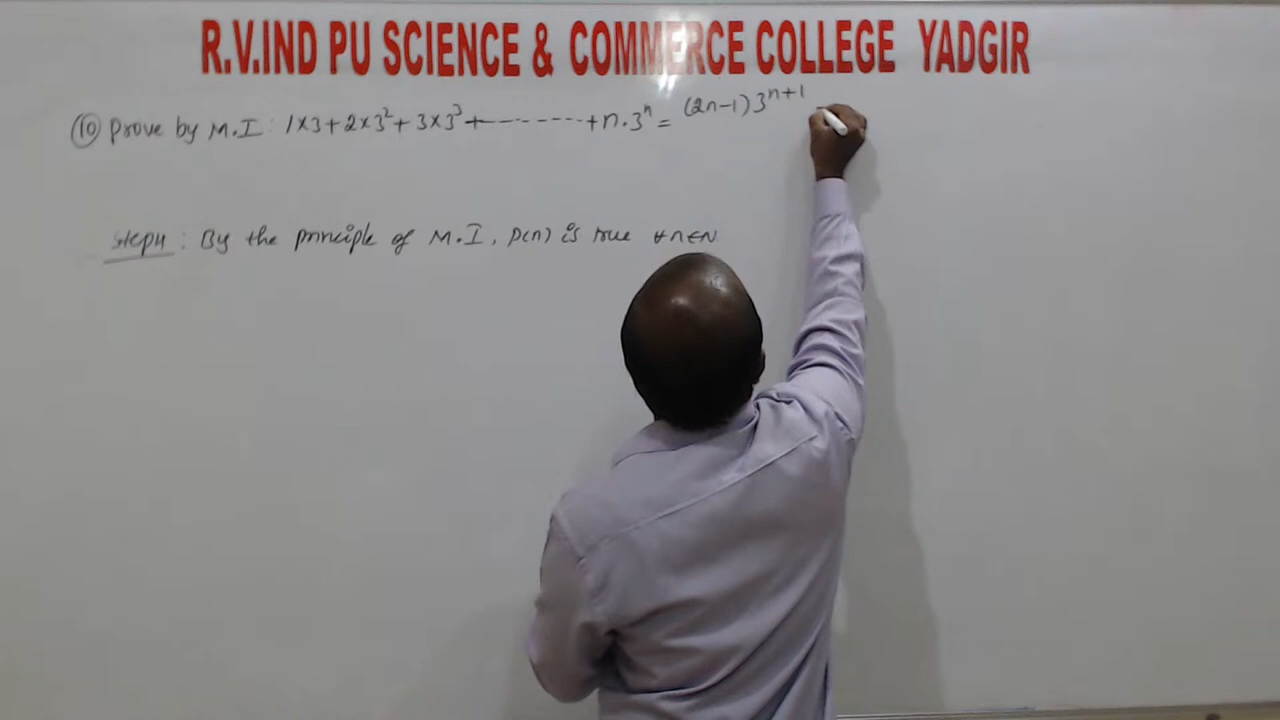 R.V.IND PU SCIENCE & COMMERCE COLLEGE YADGIR
(10) Prove by M.I: 1×3+2×3²+3×3³+---------+n.3ⁿ = (2n-1)3ⁿ⁺¹
Step4: By the principle of M.I, P(n) is true ∀n∈N